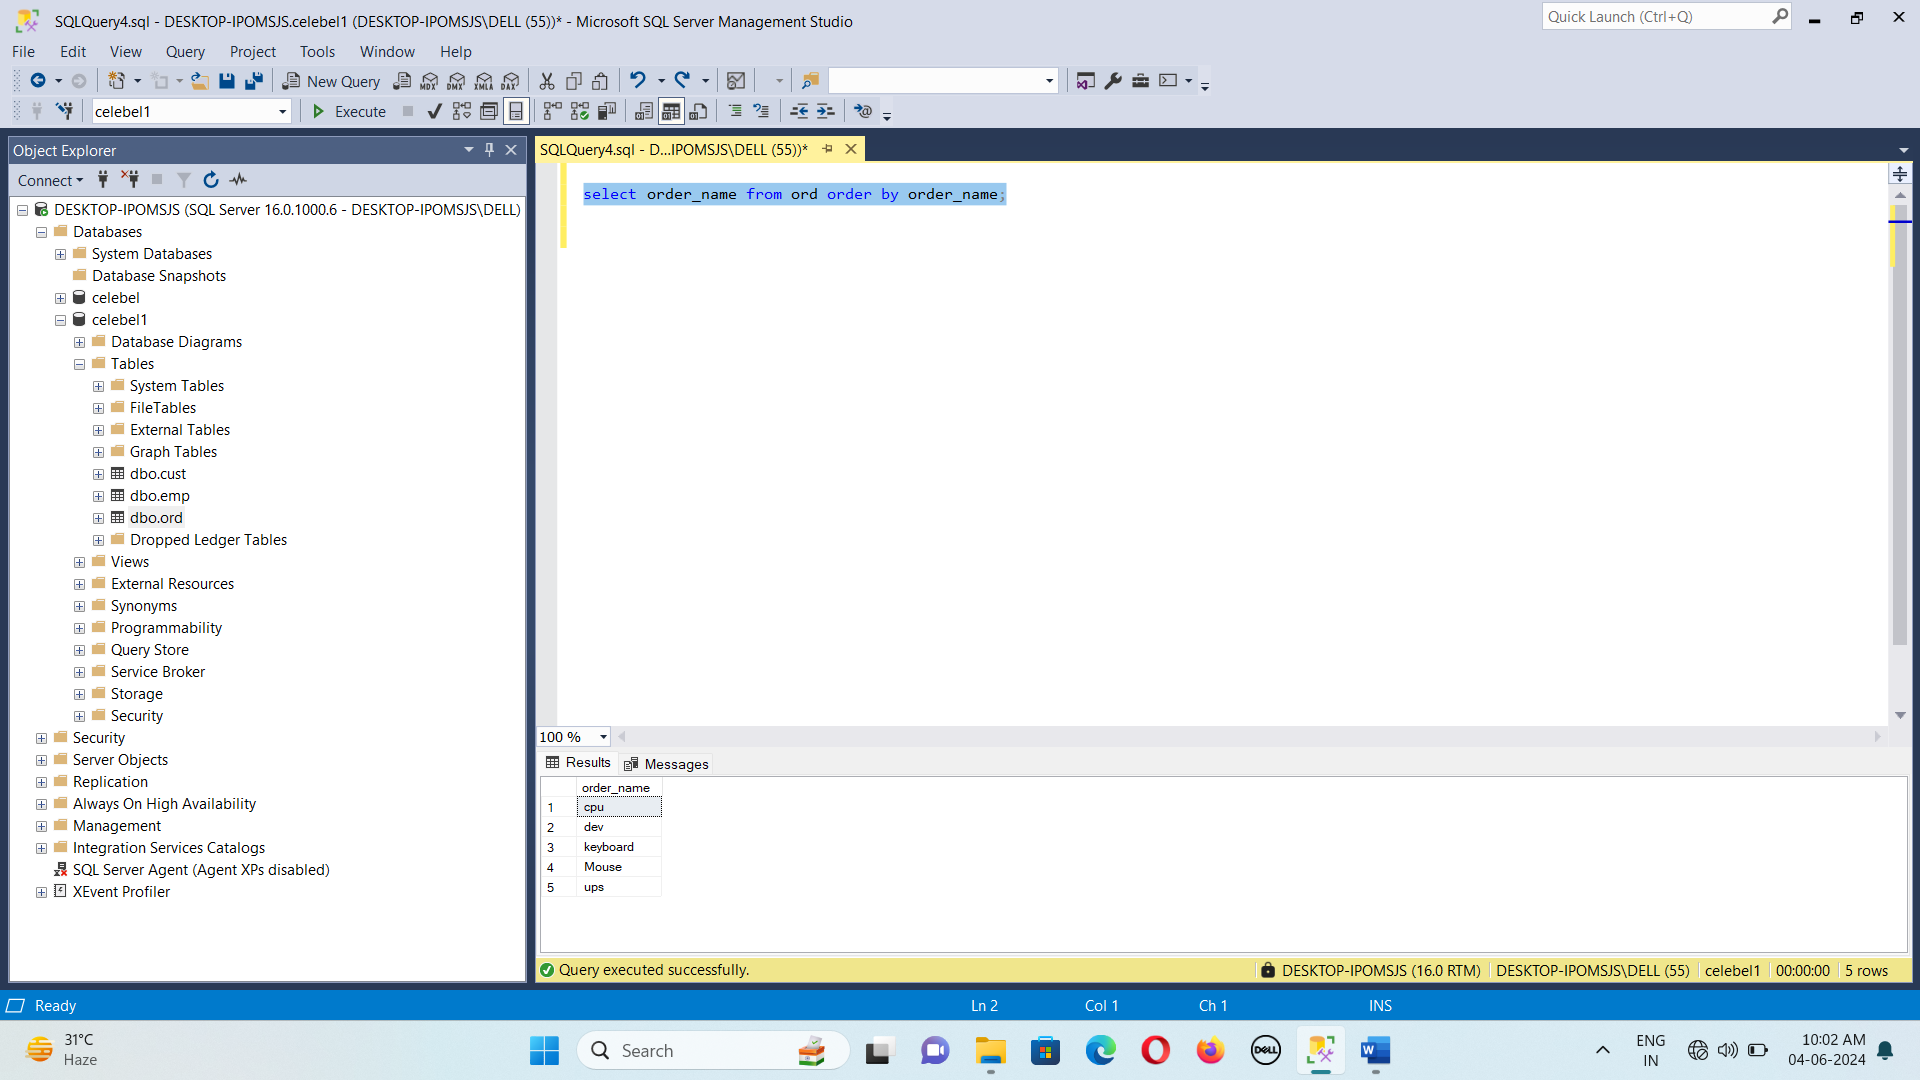 SQLQuery4.sql - DESKTOP-IPOMSJS.celebel1 (DESKTOP-IPOMSJS\DELL (55))* - Microsoft SQL Server Management Studio
Quick Launch (Ctrl+Q)
File Edit View Query Project Tools Window Help
New Query MDX DMX XMLA DAX
celebel1 Execute
Object Explorer
Connect
DESKTOP-IPOMSJS (SQL Server 16.0.1000.6 - DESKTOP-IPOMSJS\DELL)
Databases
System Databases
Database Snapshots
celebel
celebel1
Database Diagrams
Tables
System Tables
FileTables
External Tables
Graph Tables
dbo.cust
dbo.emp
dbo.ord
Dropped Ledger Tables
Views
External Resources
Synonyms
Programmability
Query Store
Service Broker
Storage
Security
Security
Server Objects
Replication
Always On High Availability
Management
Integration Services Catalogs
SQL Server Agent (Agent XPs disabled)
XEvent Profiler
SQLQuery4.sql - D...IPOMSJS\DELL (55))*
select order_name from ord order by order_name;
100 %
Results Messages
order_name
1 cpu
2 dev
3 keyboard
4 Mouse
5 ups
Query executed successfully. DESKTOP-IPOMSJS (16.0 RTM) DESKTOP-IPOMSJS\DELL (55) celebel1 00:00:00 5 rows
Ready Ln 2 Col 1 Ch 1 INS
31°C
Haze
Search
DELL
ENG
IN
10:02 AM
04-06-2024